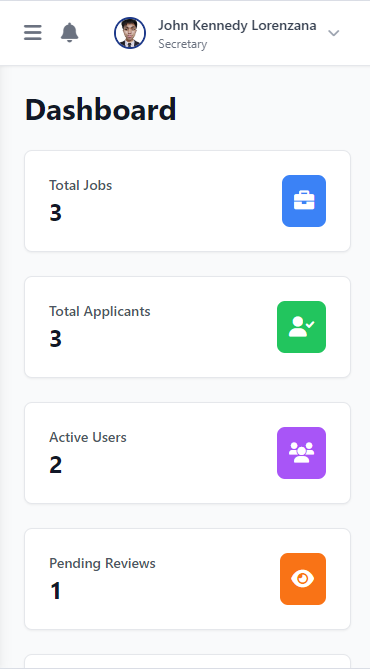 John Kennedy Lorenzana
Secretary
Dashboard
Total Jobs
3
Total Applicants
3
Active Users
2
Pending Reviews
1